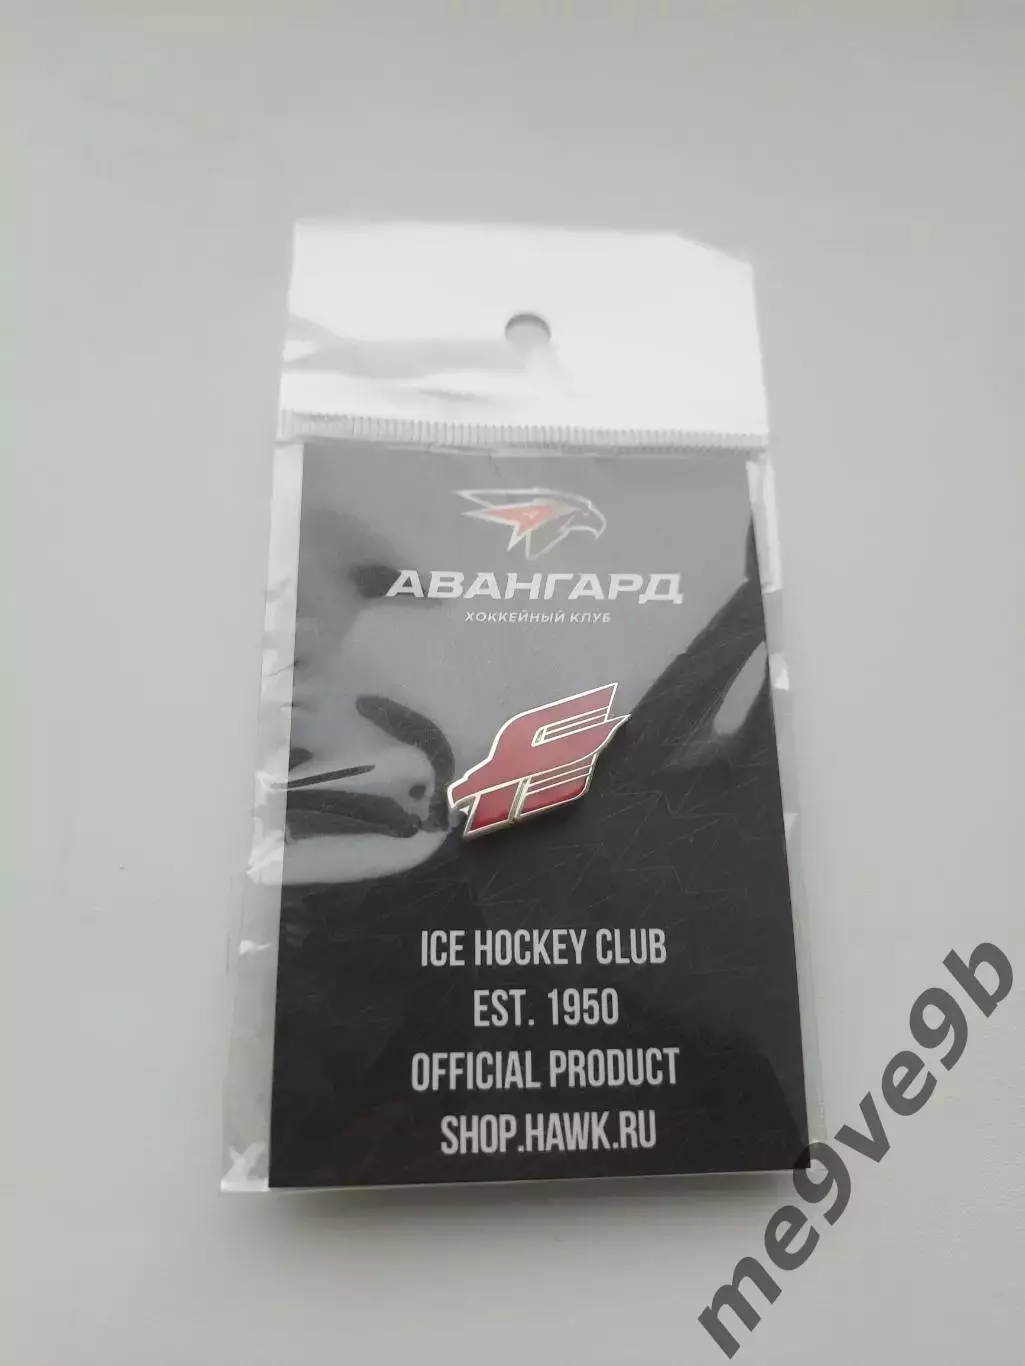 АВАНГАРД
ХОККЕЙНЫЙ КЛУБ
ICE HOCKEY CLUB
EST. 1950
OFFICIAL PRODUCT
SHOP.HAWK.RU
me9ve9b